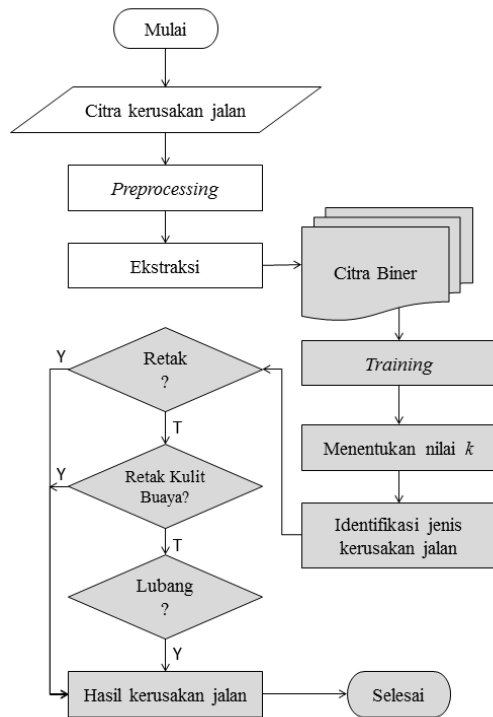 Mulai
Citra kerusakan jalan
Preprocessing
Ekstraksi
Citra Biner
Training
Menentukan nilai k
Identifikasi jenis
kerusakan jalan
Retak
?
Y
T
Retak Kulit
Buaya?
Y
T
Lubang
?
Y
Hasil kerusakan jalan
Selesai